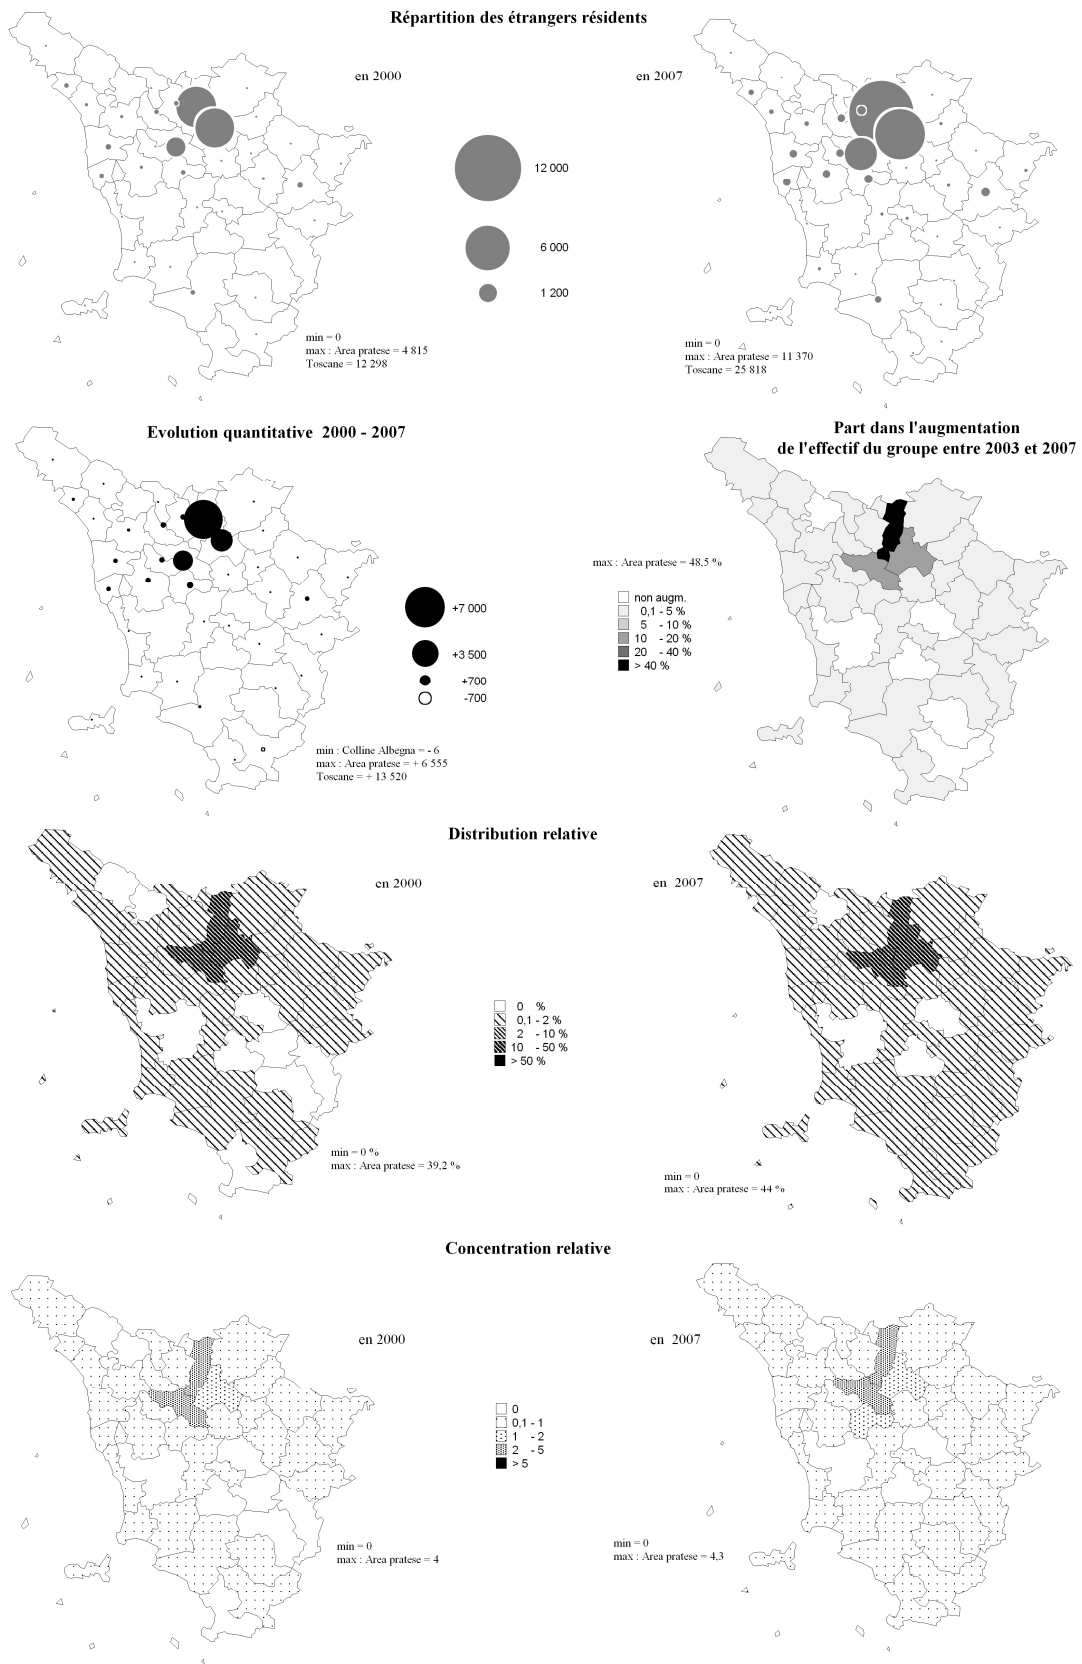 Répartition des étrangers résidents
en 2000
en 2007
12 000
6 000
1 200
min = 0
max : Area pratese = 4 815
Toscane = 12 298
min = 0
max : Area pratese = 11 370
Toscane = 25 818
Evolution quantitative 2000 - 2007
+7 000
+3 500
+700
-700
min : Colline Albegna = - 6
max : Area pratese = + 6 555
Toscane = + 13 520
Part dans l'augmentation
de l'effectif du groupe entre 2003 et 2007
max : Area pratese = 48,5 %
non augm.
0,1 - 5 %
5 - 10 %
10 - 20 %
20 - 40 %
> 40 %
Distribution relative
en 2000
en 2007
0 %
0,1 - 2 %
2 - 10 %
10 - 50 %
> 50 %
min = 0 %
max : Area pratese = 39,2 %
min = 0
max : Area pratese = 44 %
Concentration relative
en 2000
en 2007
0
0,1 - 1
1 - 2
2 - 5
> 5
min = 0
max : Area pratese = 4
min = 0
max : Area pratese = 4,3